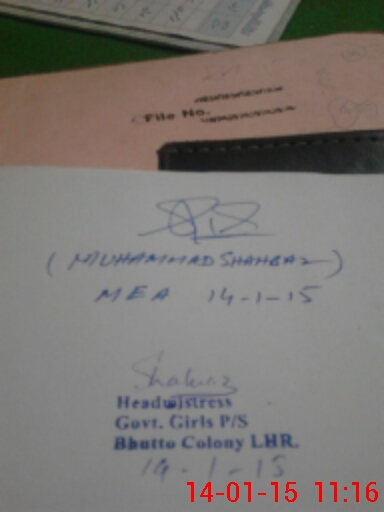 File No.
(MUHAMMAD SHAHBAZ)
MEA 14-1-15
Headmistress
Govt. Girls P/S
Bhutto Colony LHR.
14-1-15
14-01-15 11:16